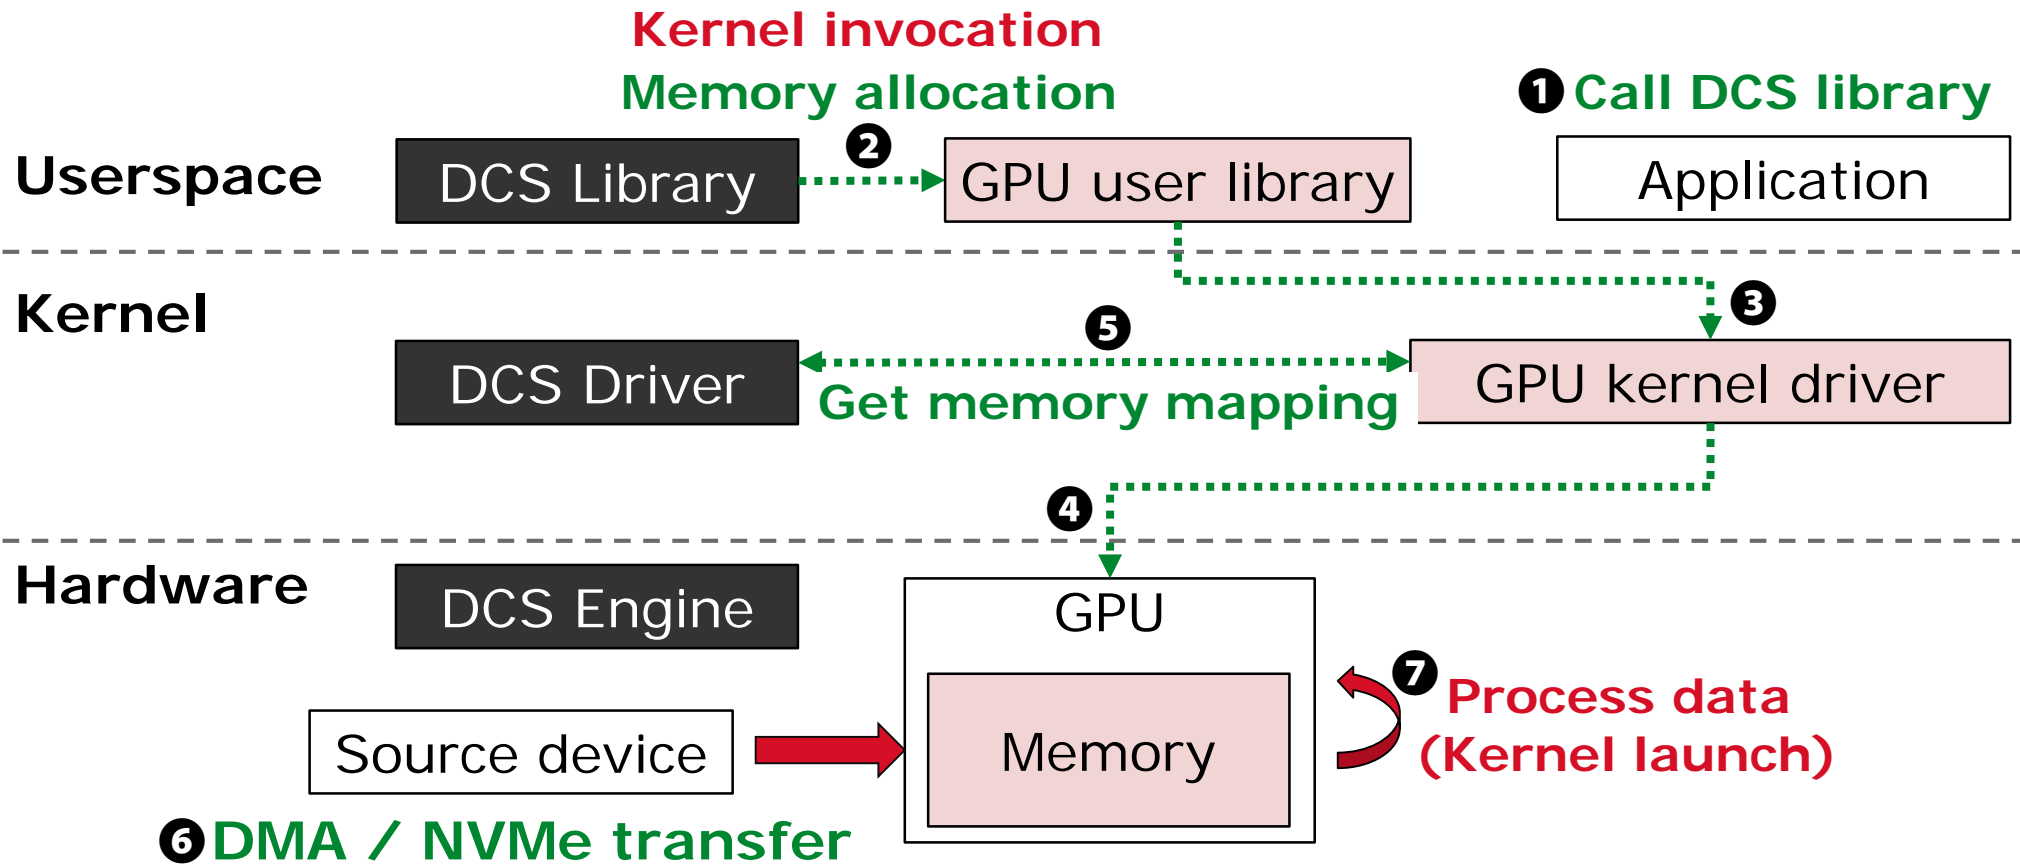 Kernel invocation
Memory allocation
❶ Call DCS library
Userspace
DCS Library
❷
GPU user library
Application
Kernel
❸
❺
DCS Driver
Get memory mapping
GPU kernel driver
❹
Hardware
DCS Engine
GPU
❼ Process data
(Kernel launch)
Source device
Memory
❻ DMA / NVMe transfer